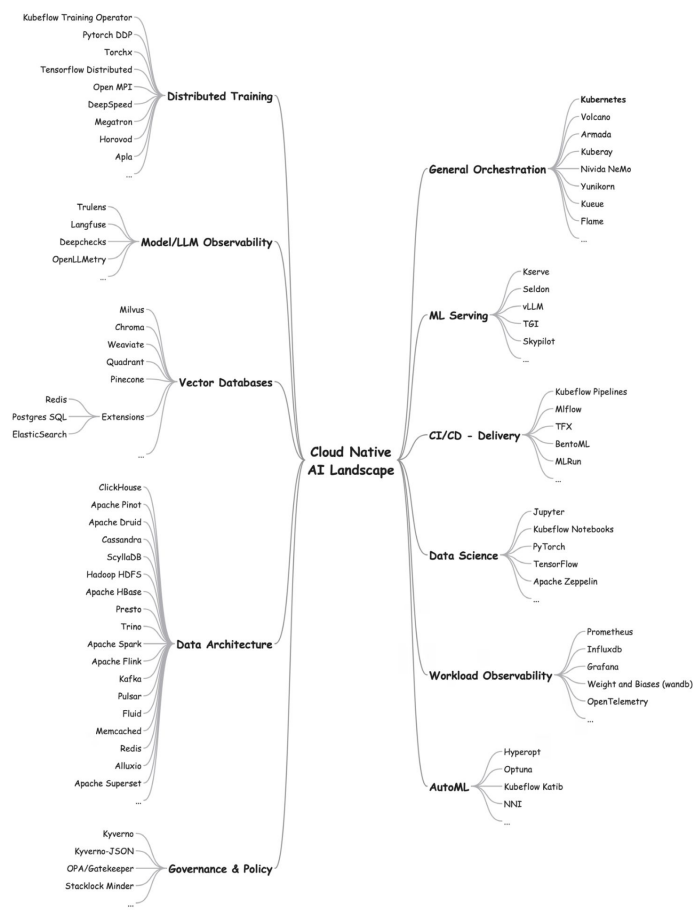 Kubeflow Training Operator
Pytorch DDP
Torchx
Tensorflow Distributed
Open MPI
DeepSpeed
Megatron
Horovod
Apla
...
Distributed Training
Trulens
Langfuse
Deepchecks
OpenLLMetry
...
Model/LLM Observability
Milvus
Chroma
Weaviate
Quadrant
Pinecone
Redis
Postgres SQL
ElasticSearch
Extensions
...
Vector Databases
ClickHouse
Apache Pinot
Apache Druid
Cassandra
ScyllaDB
Hadoop HDFS
Apache HBase
Presto
Trino
Apache Spark
Apache Flink
Kafka
Pulsar
Fluid
Memcached
Redis
Alluxio
Apache Superset
...
Data Architecture
Kyverno
Kyverno-JSON
OPA/Gatekeeper
Stacklock Minder
...
Governance & Policy
Cloud Native
AI Landscape
General Orchestration
Kubernetes
Volcano
Armada
Kuberay
Nivida NeMo
Yunikorn
Kueue
Flame
...
ML Serving
Kserve
Seldon
vLLM
TGI
Skypilot
...
CI/CD - Delivery
Kubeflow Pipelines
Mlflow
TFX
BentoML
MLRun
...
Data Science
Jupyter
Kubeflow Notebooks
PyTorch
TensorFlow
Apache Zeppelin
...
Workload Observability
Prometheus
Influxdb
Grafana
Weight and Biases (wandb)
OpenTelemetry
...
AutoML
Hyperopt
Optuna
Kubeflow Katib
NNI
...